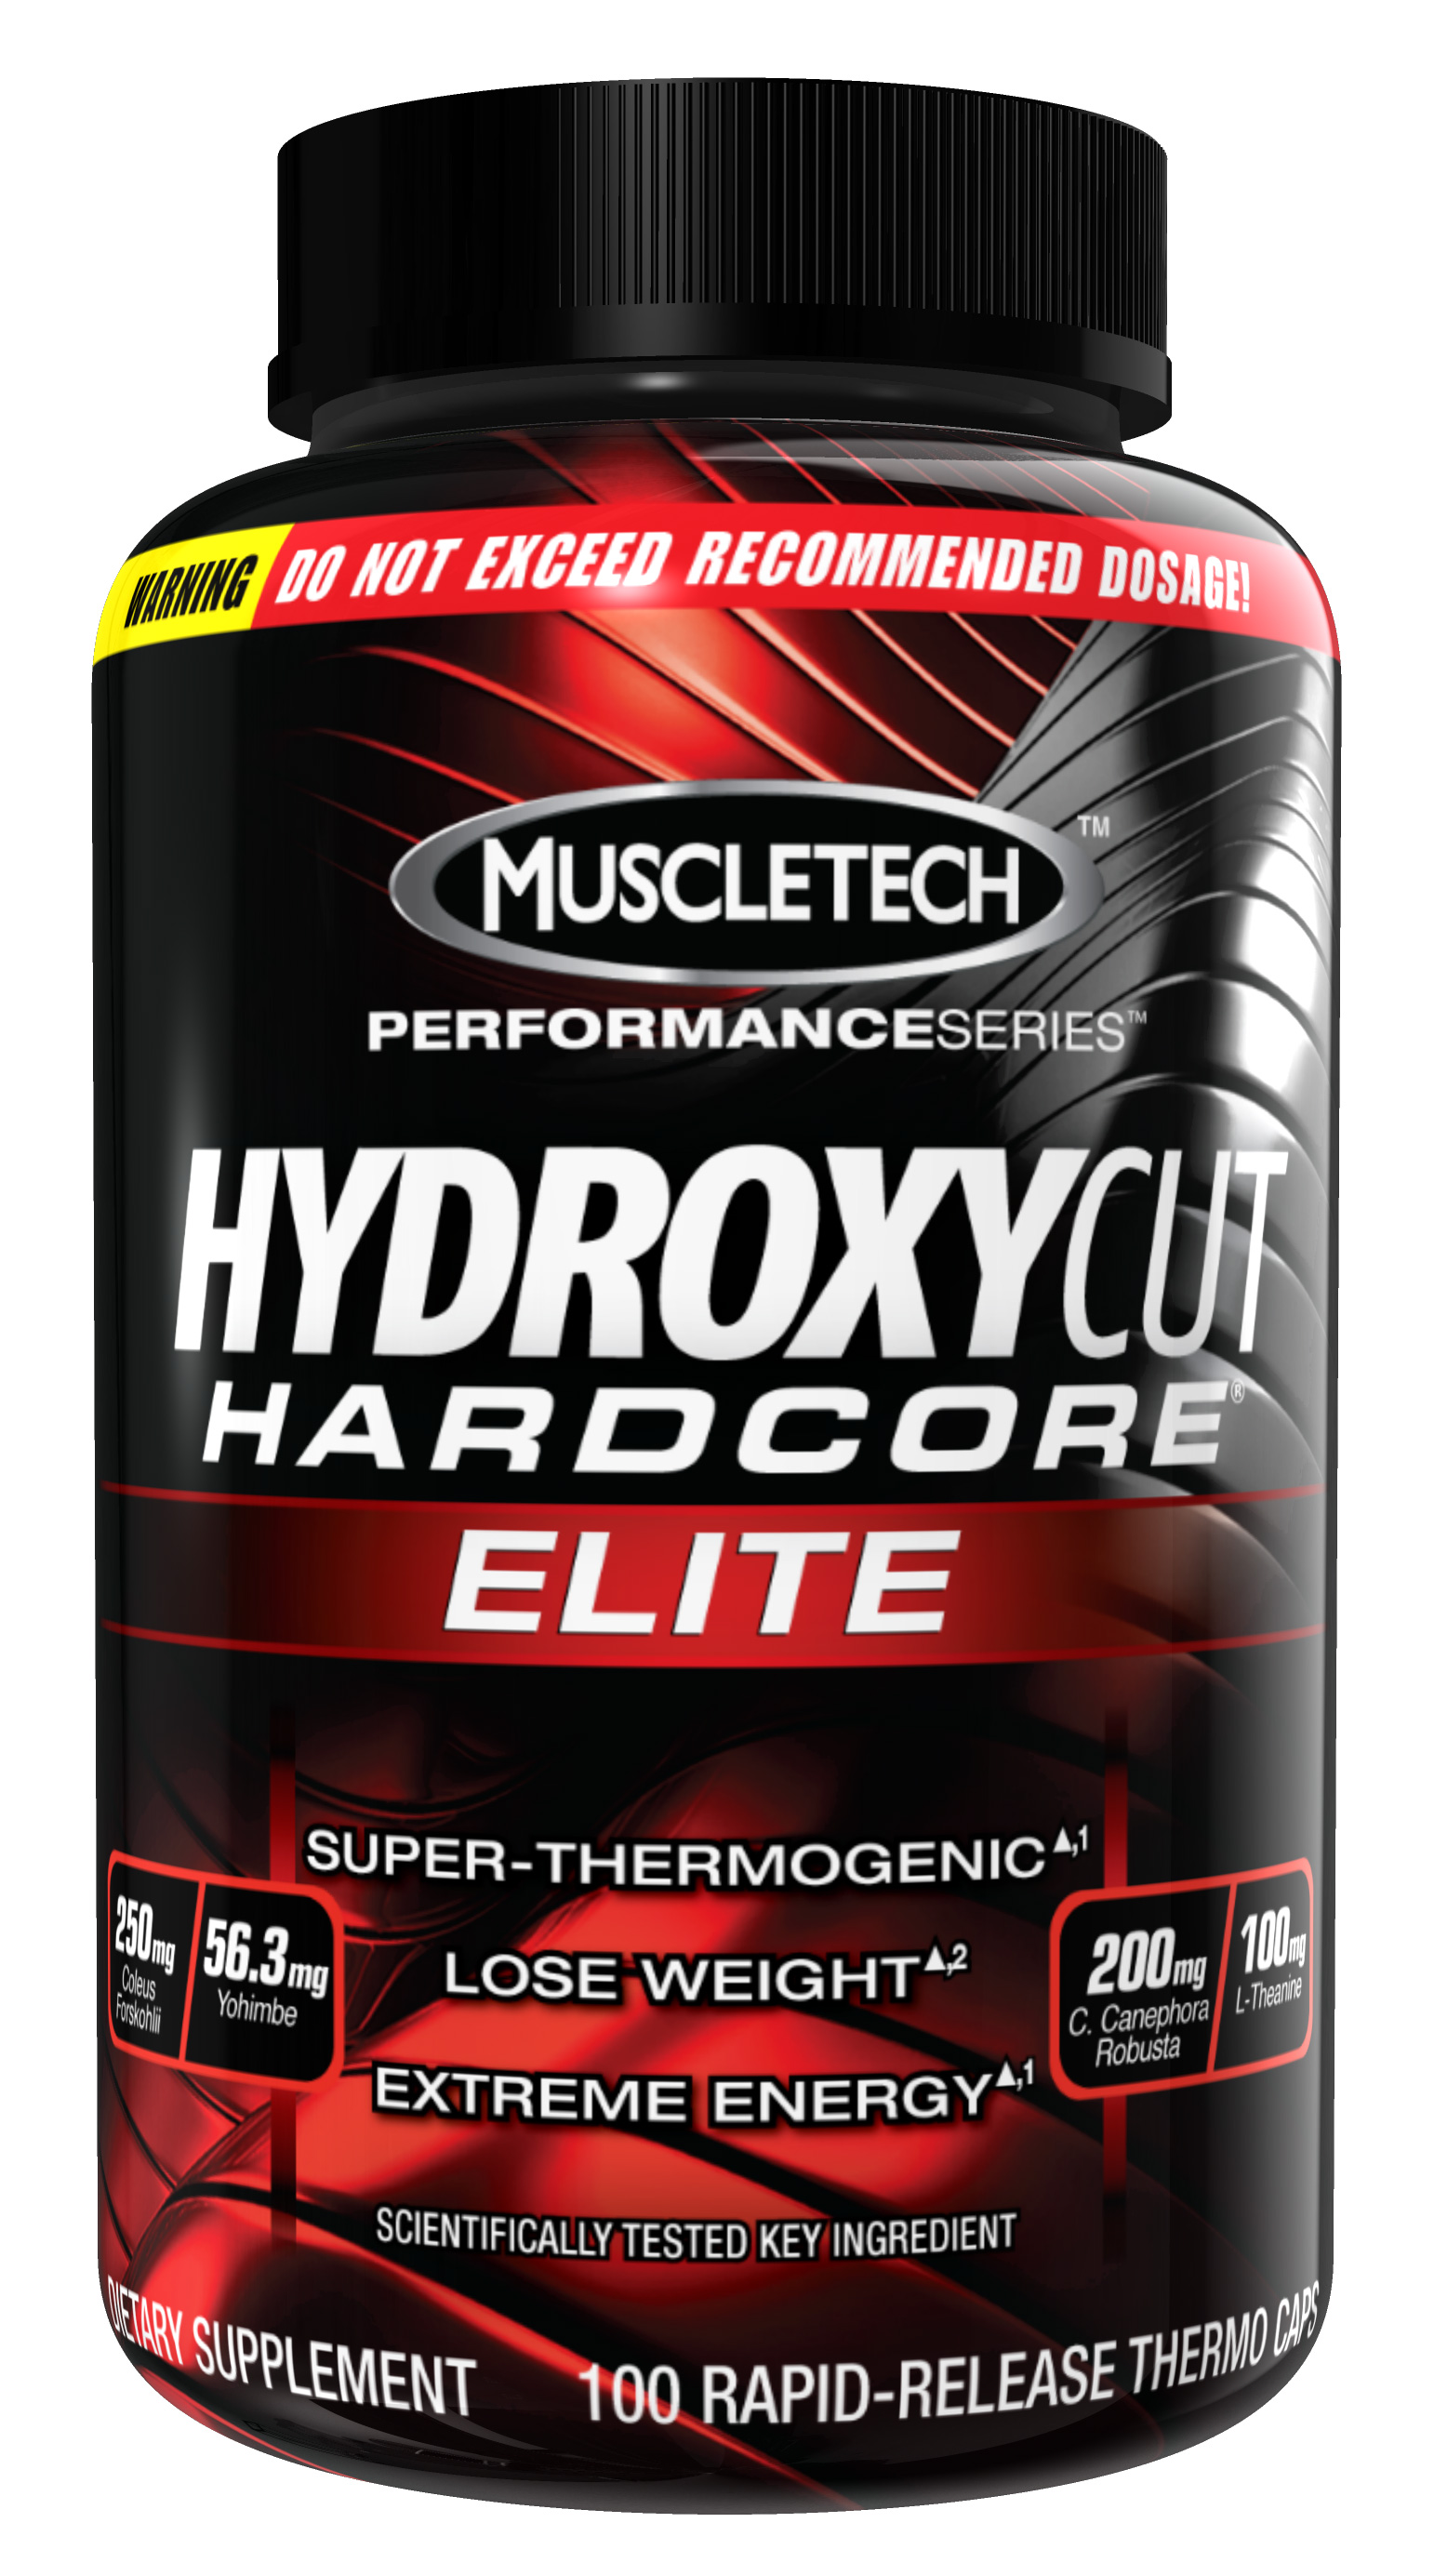 WARNING DO NOT EXCEED RECOMMENDED DOSAGE!
MUSCLETECH™
PERFORMANCESERIES™
HYDROXYCUT
HARDCORE®
ELITE
SUPER-THERMOGENIC▲,1
LOSE WEIGHT▲,2
EXTREME ENERGY▲,1
250mg
Coleus
Forskohlii
56.3mg
Yohimbe
200mg
C. Canephora
Robusta
100mg
L-Theanine
SCIENTIFICALLY TESTED KEY INGREDIENT
DIETARY SUPPLEMENT 100 RAPID-RELEASE THERMO CAPS